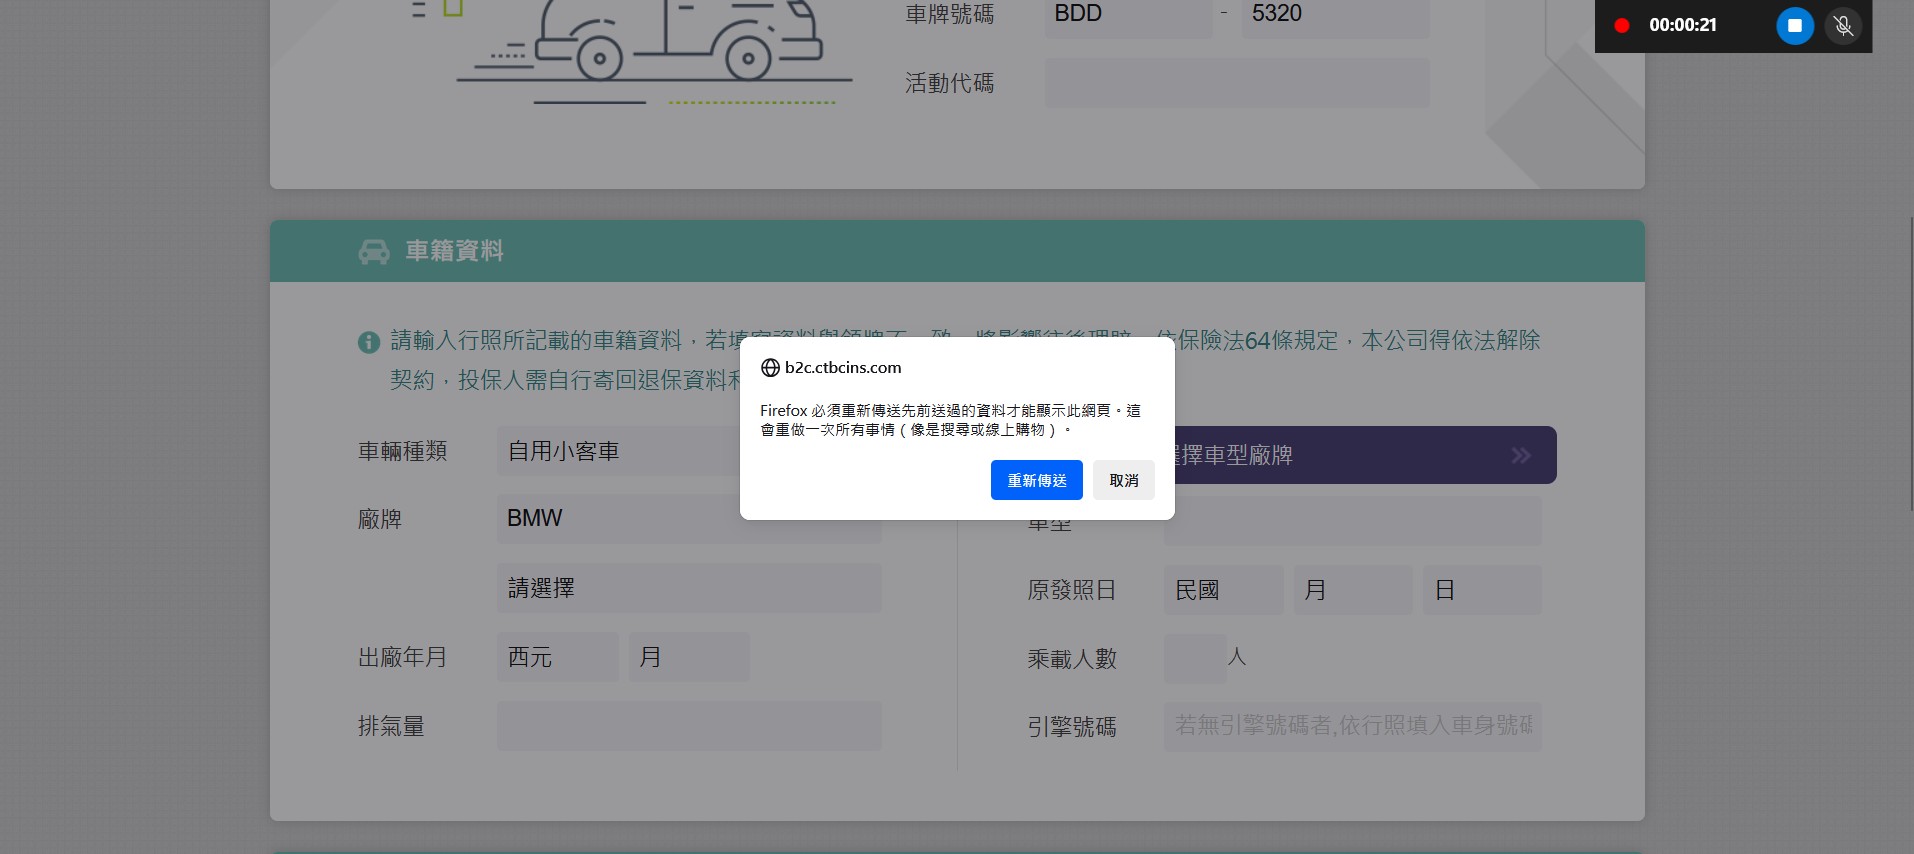 車牌號碼
BDD
-
5320
00:00:21
活動代碼
車籍資料
請輸入行照所記載的車籍資料，若填
保險法64條規定，本公司得依法解除
契約，投保人需自行寄回退保資料
b2c.ctbcins.com
Firefox 必須重新傳送先前送過的資料才能顯示此網頁。這
會重做一次所有事情（像是搜尋或線上購物）。
重新傳送
取消
車輛種類
自用小客車
擇車型廠牌
廠牌
BMW
車型
請選擇
原發照日
民國
月
日
出廠年月
西元
月
乘載人數
人
排氣量
引擎號碼
若無引擎號碼者,依行照填入車身號碼